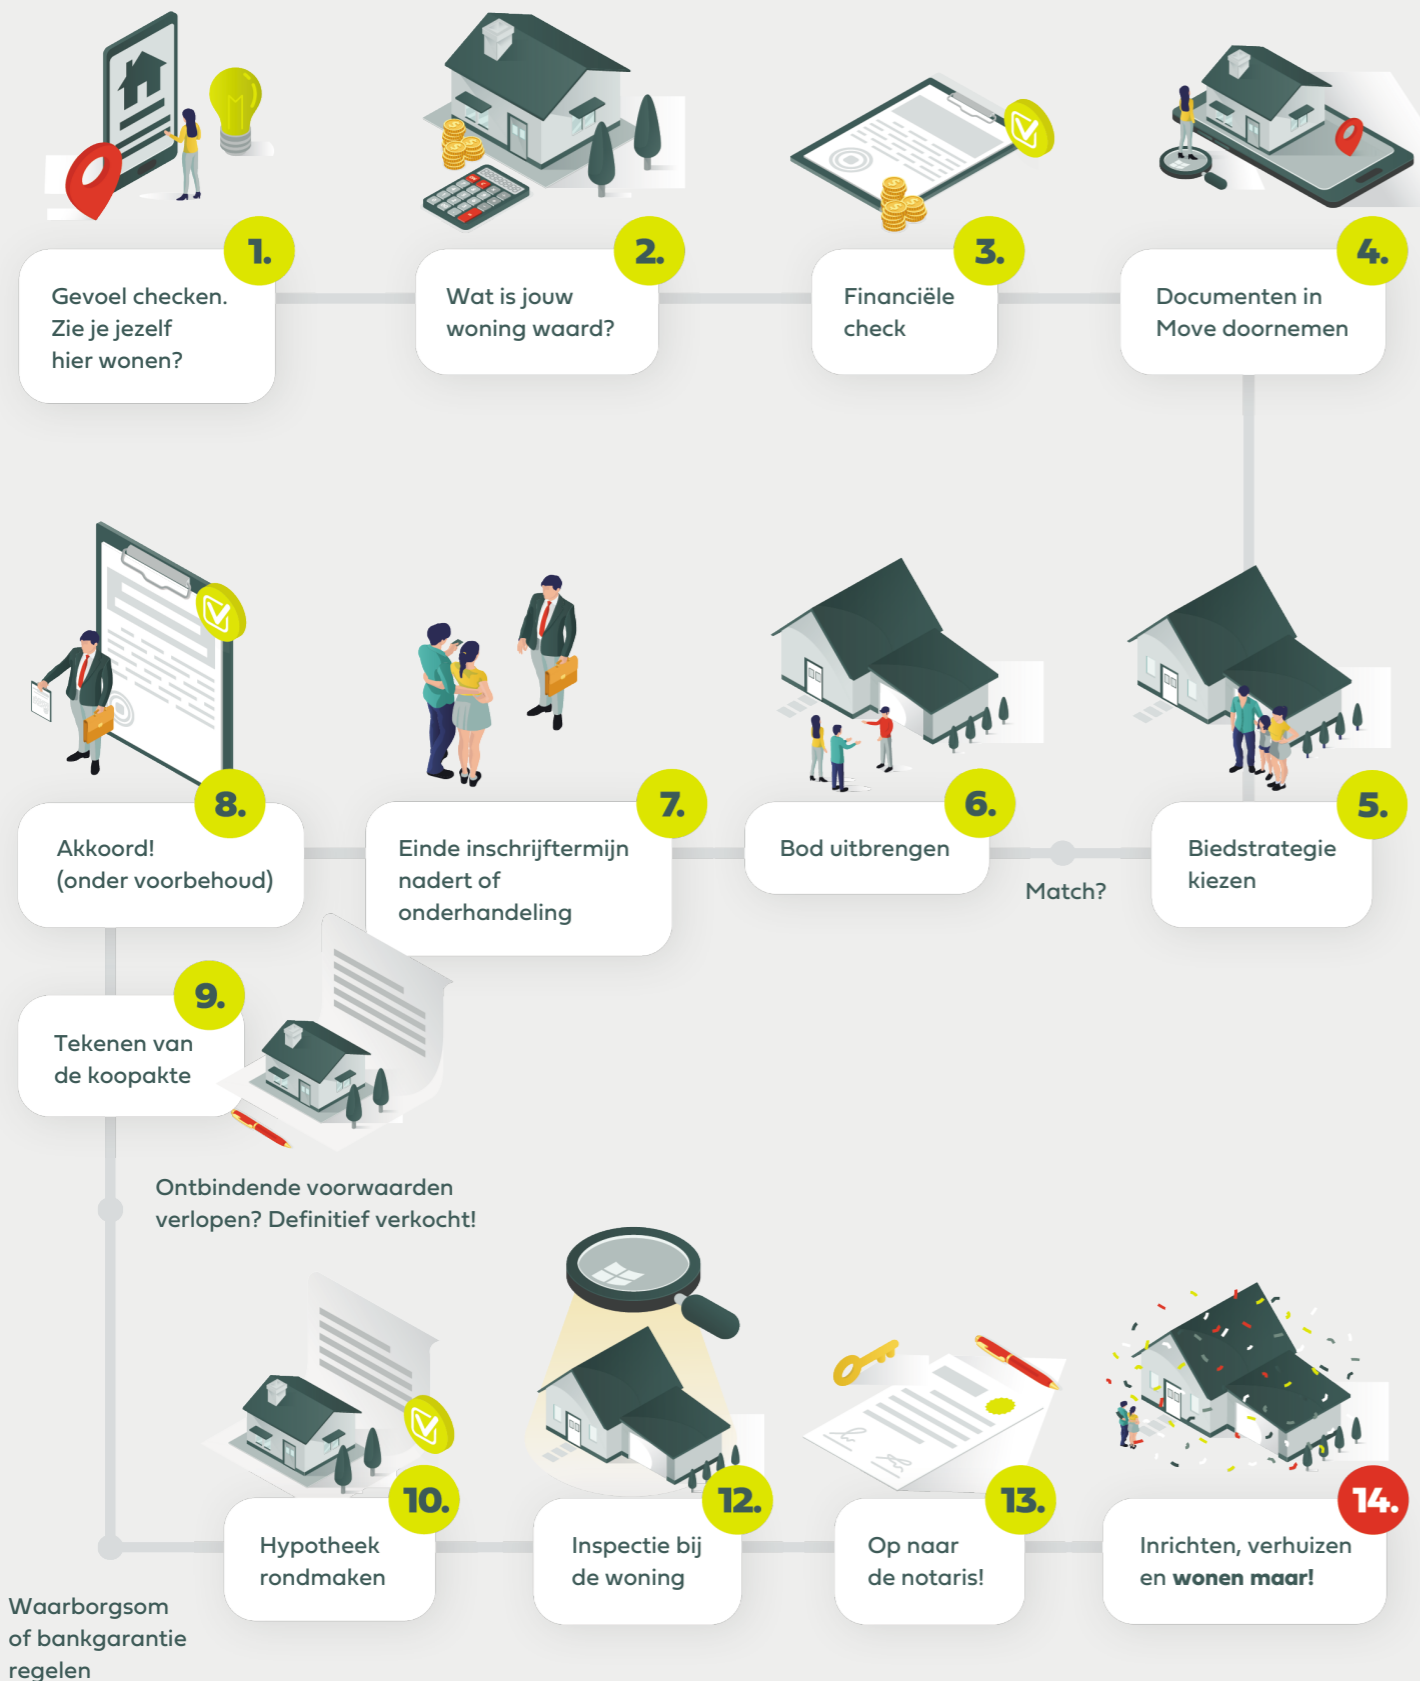 1.
Gevoel checken.
Zie je jezelf
hier wonen?
2.
Wat is jouw
woning waard?
3.
Financiële
check
4.
Documenten in
Move doornemen
5.
Biedstrategie
kiezen
Match?
6.
Bod uitbrengen
7.
Einde inschrijftermijn
nadert of
onderhandeling
8.
Akkoord!
(onder voorbehoud)
9.
Tekenen van
de koopakte
Ontbindende voorwaarden
verlopen? Definitief verkocht!
Waarborgsom
of bankgarantie
regelen
10.
Hypotheek
rondmaken
12.
Inspectie bij
de woning
13.
Op naar
de notaris!
14.
Inrichten, verhuizen
en wonen maar!